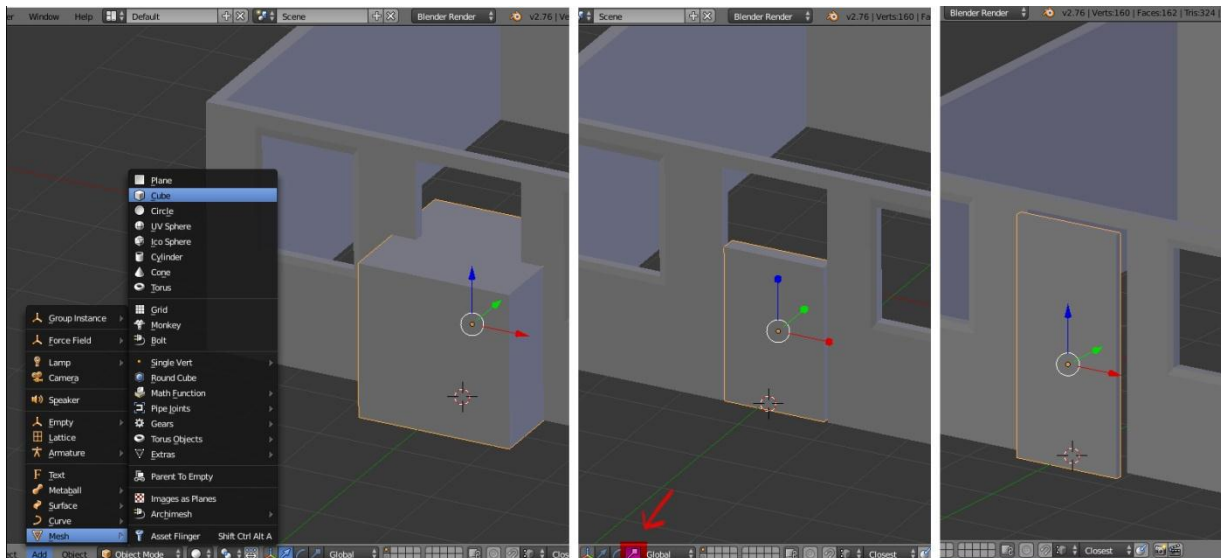 Window Help Default Scene Blender Render v2.76 | Ve
Plane
Cube
Circle
UV Sphere
Ico Sphere
Cylinder
Cone
Torus
Grid
Monkey
Bolt
Single Vert
Round Cube
Math Function
Pipe Joints
Gears
Torus Objects
Extras
Parent To Empty
Images as Planes
Archimesh
Asset Flinger Shift Ctrl Alt A
Group Instance
Force Field
Lamp
Camera
Speaker
Empty
Lattice
Armature
Text
Metaball
Surface
Curve
Mesh
Add Object Object Mode Global Clos
Scene Blender Render v2.76 | Verts:160 | Fa
Global Closest
Blender Render v2.76 | Verts:160 | Faces:162 | Tris:324
Closest